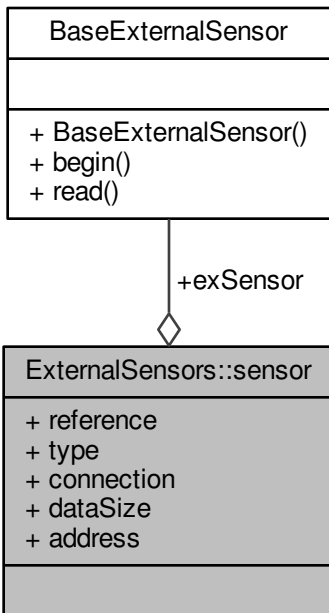 BaseExternalSensor
+ BaseExternalSensor()
+ begin()
+ read()
+exSensor
ExternalSensors::sensor
+ reference
+ type
+ connection
+ dataSize
+ address